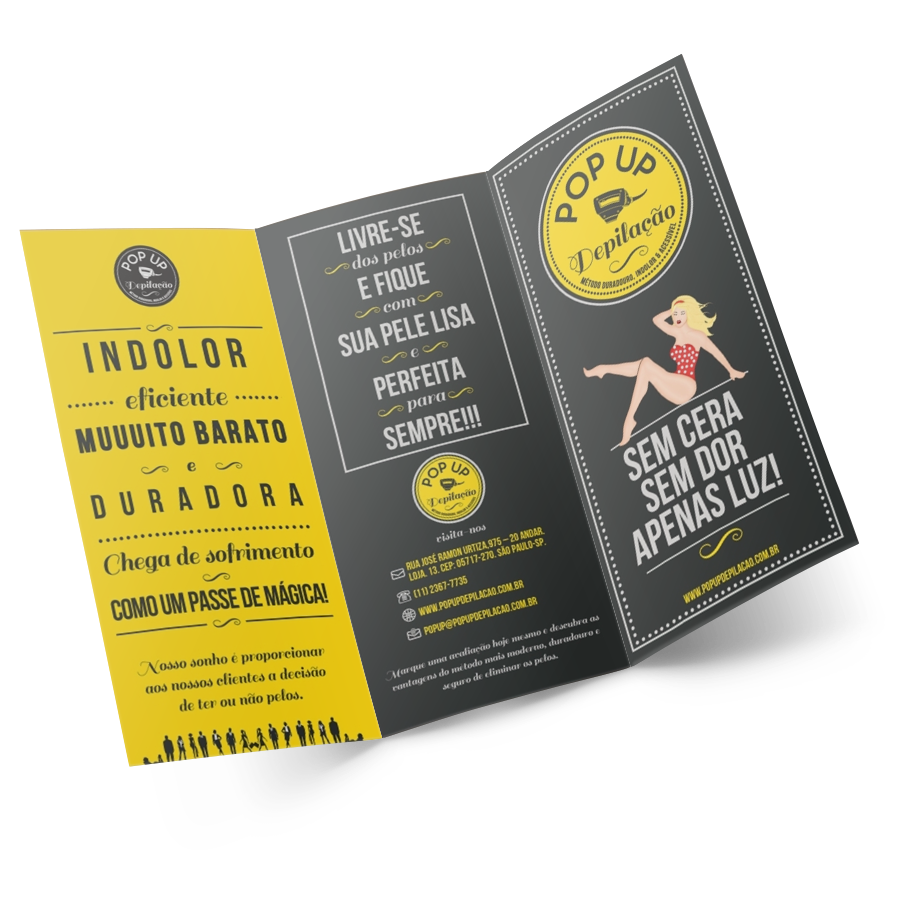 POP UP
Depilação
INDOLOR
eficiente
MUUUITO BARATO
e
DURADORA
Chega de sofrimento
COMO UM PASSE DE MÁGICA!
Nosso sonho é proporcionar
aos nossos clientes a decisão
de ter ou não pelos.
LIVRE-SE
dos pelos
E FIQUE
com
SUA PELE LISA
e
PERFEITA
para
SEMPRE!!!
POP UP
Depilação
visita-nos
RUA JOSÉ RAMON URTIZA,975 – 20 ANDAR.
LOJA. 13. CEP: 05717-270. SÃO PAULO-SP.
(11) 2367-7735
WWW.POPUPDEPILACAO.COM.BR
POPUP@POPUPDEPILACAO.COM.BR
Marque uma avaliação hoje mesmo e descubra as
vantagens do método mais moderno, duradouro e
seguro de eliminar os pelos.
POP UP
Depilação
MÉTODO DURADOURO, INDOLOR & ACESSÍVEL
SEM CERA
SEM DOR
APENAS LUZ!
WWW.POPUPDEPILACAO.COM.BR